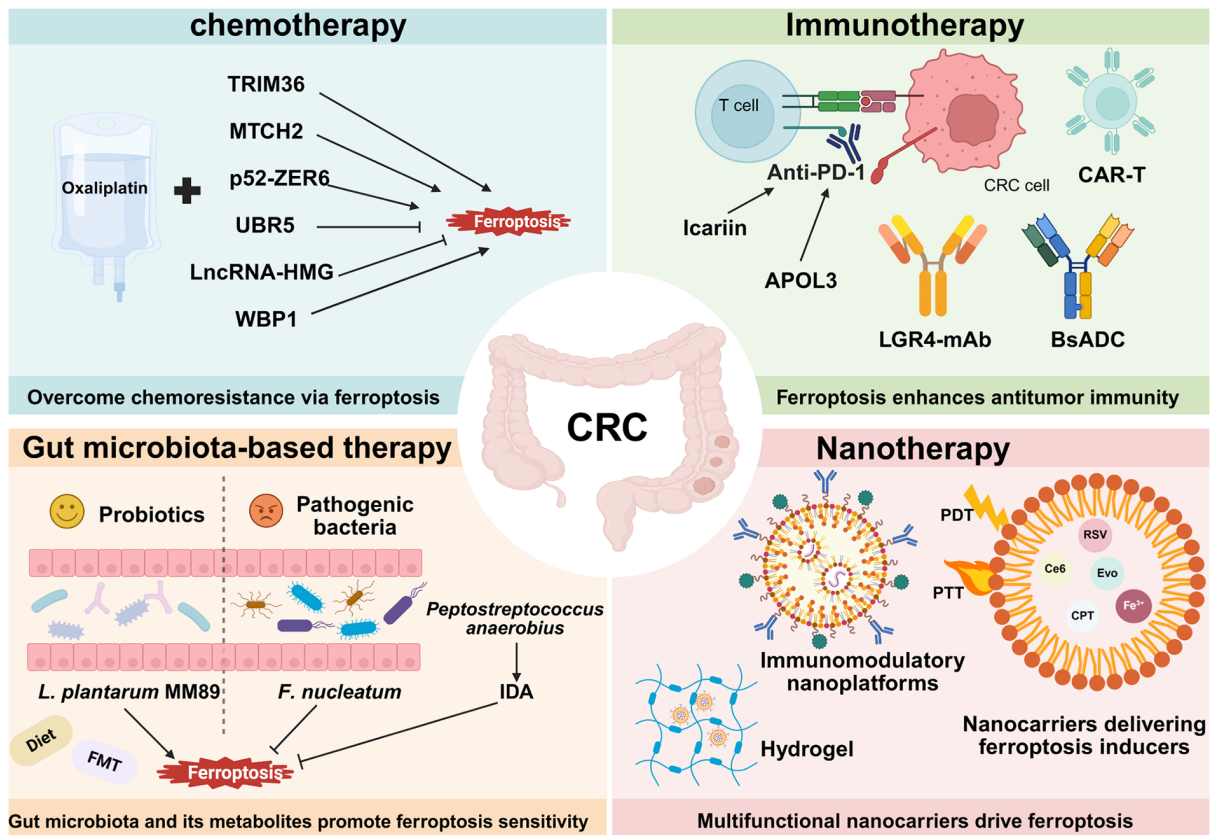 chemotherapy
TRIM36
MTCH2
p52-ZER6
UBR5
LncRNA-HMG
WBP1
Oxaliplatin
Ferroptosis
Overcome chemoresistance via ferroptosis
Immunotherapy
T cell
Anti-PD-1
CRC cell
CAR-T
Icariin
APOL3
LGR4-mAb
BsADC
Ferroptosis enhances antitumor immunity
CRC
Gut microbiota-based therapy
Probiotics
Pathogenic
bacteria
Peptostreptococcus
anaerobius
L. plantarum MM89
F. nucleatum
IDA
Diet
FMT
Ferroptosis
Gut microbiota and its metabolites promote ferroptosis sensitivity
Nanotherapy
PDT
PTT
RSV
Ce6
Evo
CPT
Fe³⁺
Immunomodulatory
nanoplatforms
Hydrogel
Nanocarriers delivering
ferroptosis inducers
Multifunctional nanocarriers drive ferroptosis